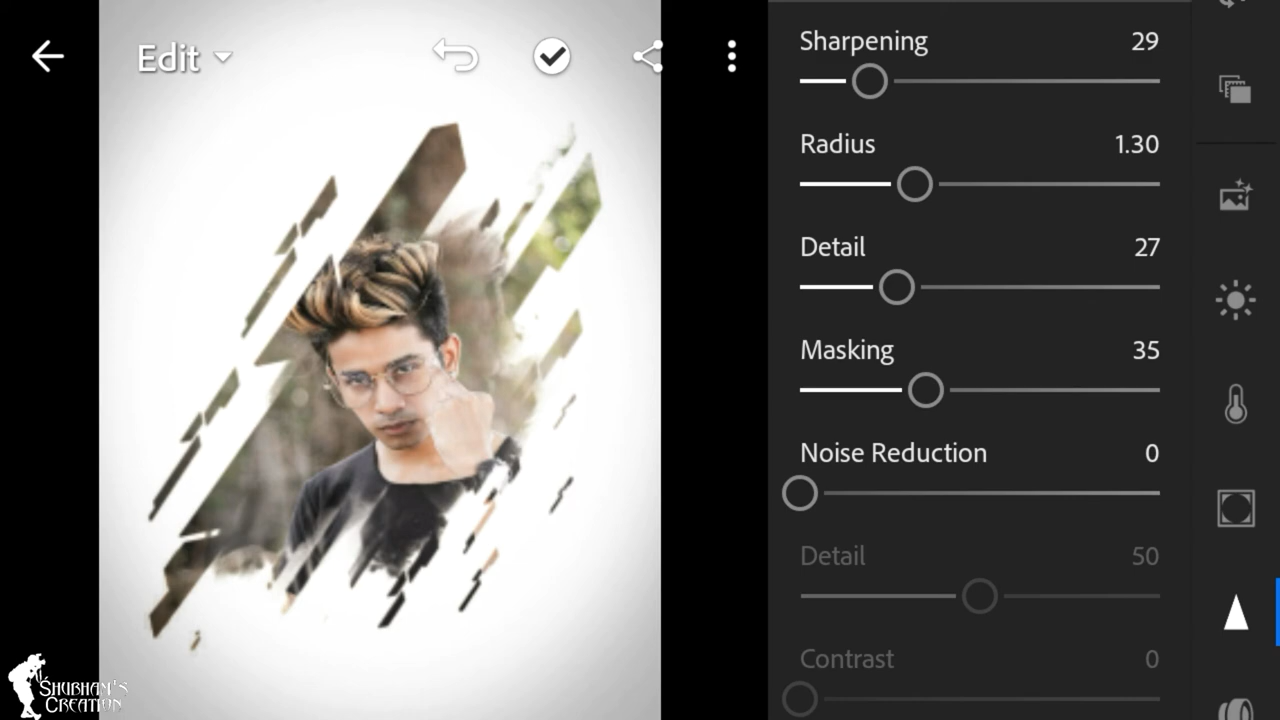 Edit
Sharpening 29
Radius 1.30
Detail 27
Masking 35
Noise Reduction 0
Detail 50
Contrast 0
SHUBHAM'S
CREATION